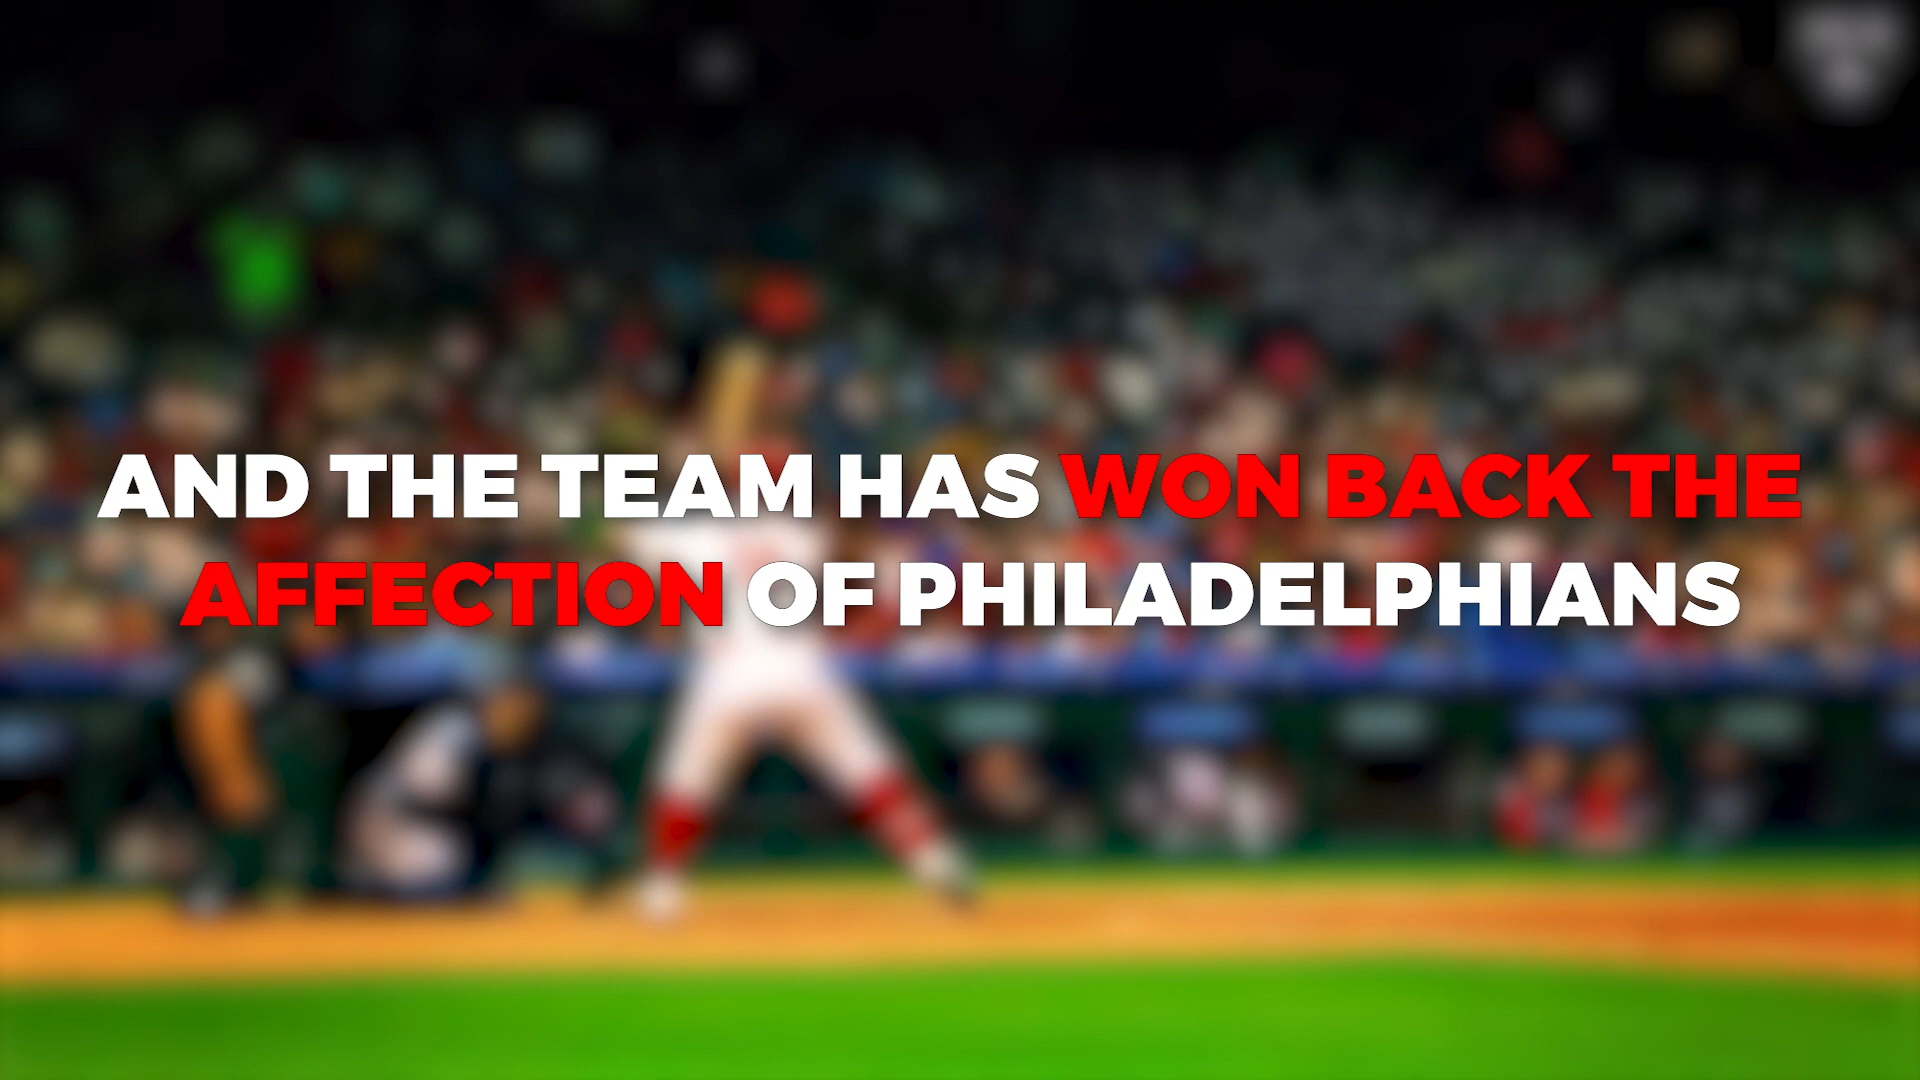 AND THE TEAM HAS WON BACK THE
AFFECTION OF PHILADELPHIANS